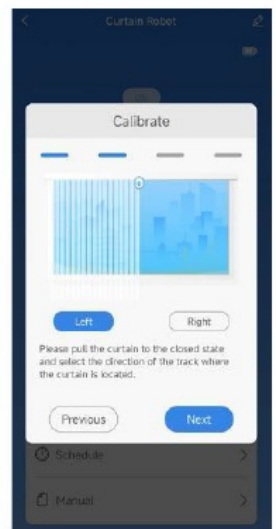 Curtain Robot
Calibrate
Left Right
Please pull the curtain to the closed state
and select the direction of the track where
the curtain is located.
Previous Next
Schedule
Manual